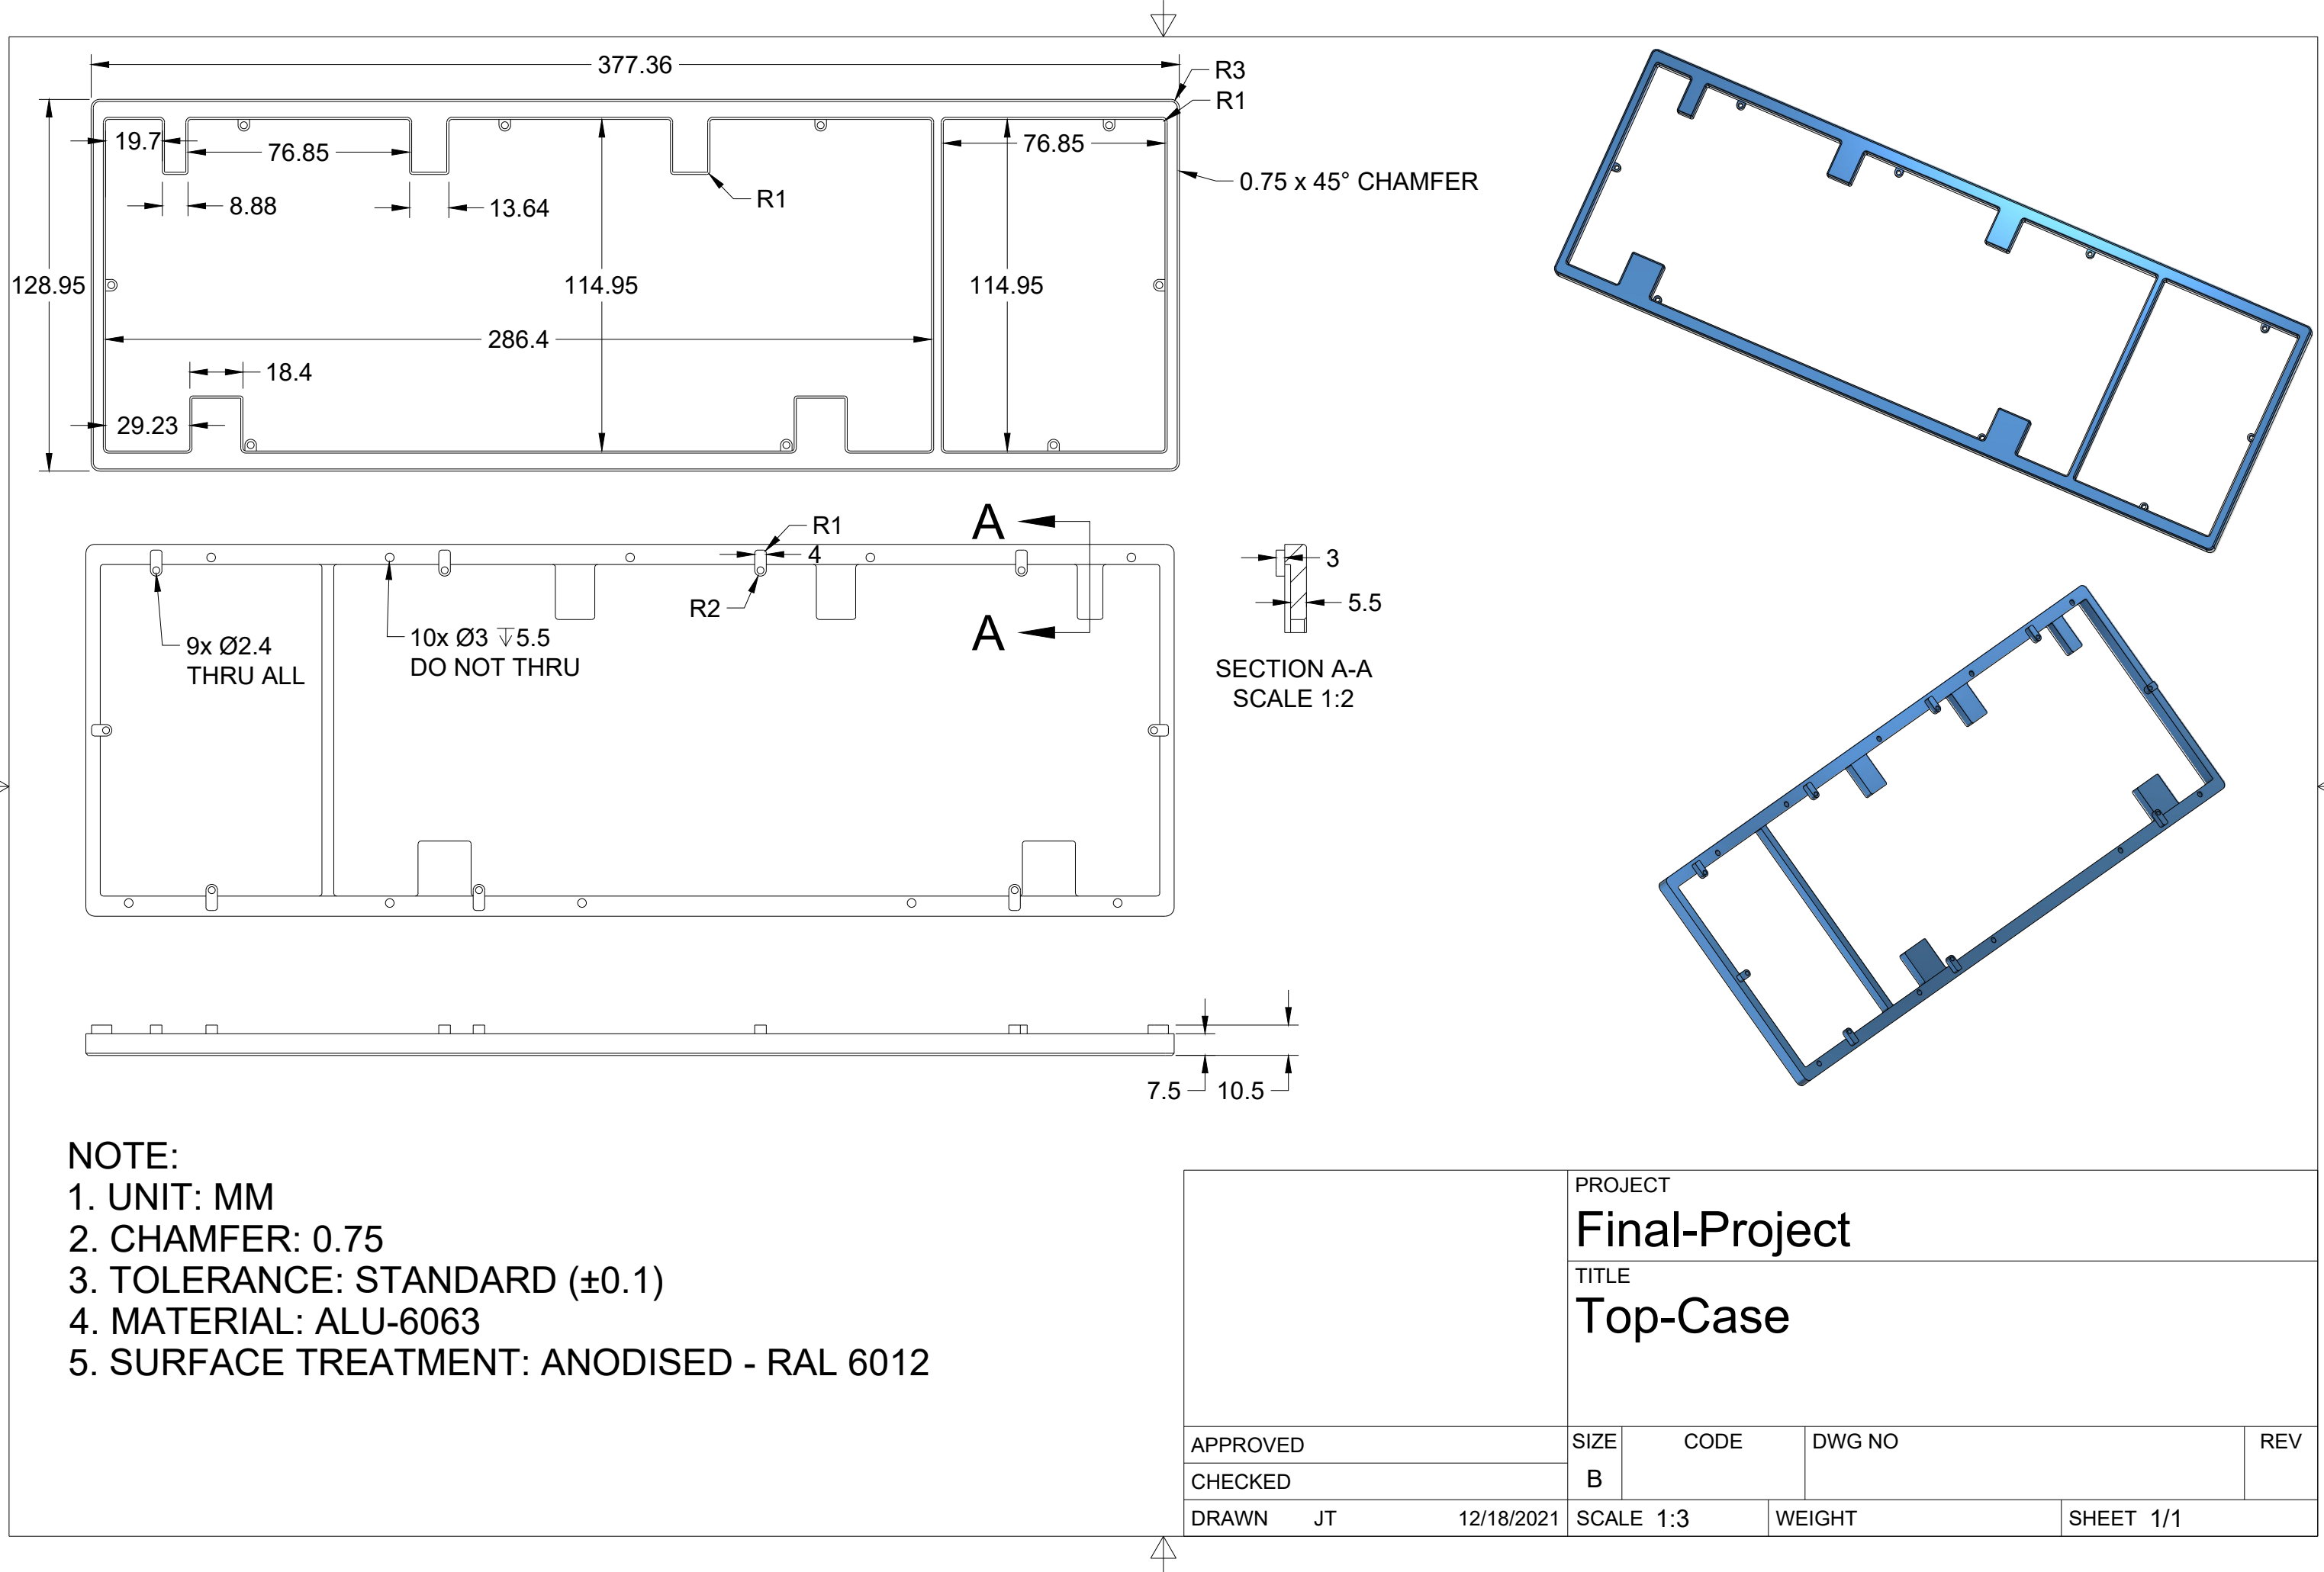 377.36
R3
R1
19.7
76.85
76.85
0.75 x 45° CHAMFER
8.88
13.64
R1
128.95
114.95
114.95
286.4
18.4
29.23
A
R1
4
3
R2
5.5
A
9x Ø2.4
THRU ALL
10x Ø3 ↧5.5
DO NOT THRU
SECTION A-A
SCALE 1:2
7.5
10.5
NOTE:
1. UNIT: MM
2. CHAMFER: 0.75
3. TOLERANCE: STANDARD (±0.1)
4. MATERIAL: ALU-6063
5. SURFACE TREATMENT: ANODISED - RAL 6012
PROJECT
Final-Project
TITLE
Top-Case
APPROVED
SIZE CODE DWG NO REV
CHECKED
B
DRAWN JT 12/18/2021
SCALE 1:3 WEIGHT SHEET 1/1